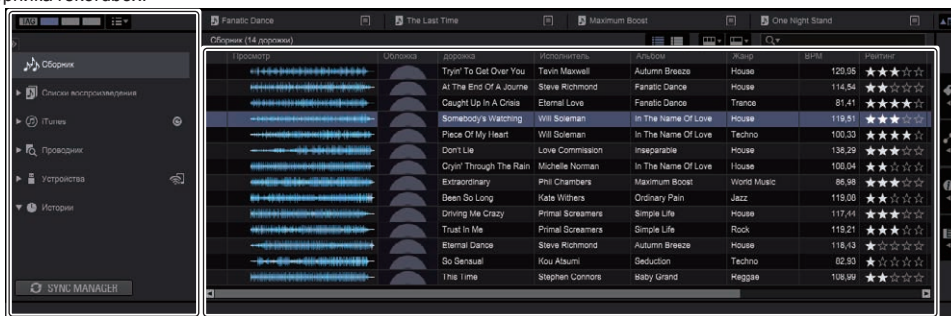 TAG
Fanatic Dance The Last Time Maximum Boost One Night Stand
Сборник (14 дорожки)
Просмотр Обложка дорожка Исполнитель Альбом Жанр BPM Рейтинг
Сборник
Списки воспроизведения
iTunes
Проводник
Устройства
Истории
SYNC MANAGER
Tryin' To Get Over You Tavin Maxwell Autumn Breeze House 129,95
At The End Of A Journe Steve Richmond Fanatic Dance House 114,54
Caught Up In A Crisis Eternal Love Fanatic Dance Trance 81,41
Somebody's Watching Will Soleman In The Name Of Love House 119,51
Piece Of My Heart Will Soleman In The Name Of Love Techno 100,33
Don't Lie Love Commission Inseparable House 138,29
Cryin' Through The Rain Michelle Norman In The Name Of Love House 108,04
Extraordinary Phil Chambers Maximum Boost World Music 86,98
Been So Long Kate Withers Ordinary Pain Jazz 119,08
Driving Me Crazy Primal Screamers Simple Life House 117,44
Trust In Me Primal Screamers Simple Life Rock 119,21
Eternal Dance Steve Richmond Autumn Breeze House 118,43
So Sensual Kou Atsumi Seduction Techno 82,93
This Time Stephen Connors Baby Grand Reggae 108,99